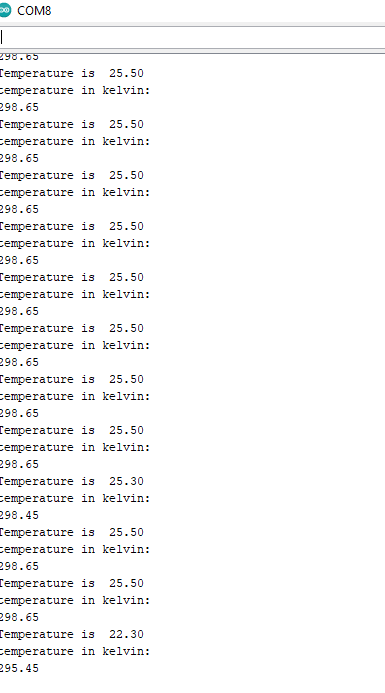 COM8
298.65
Temperature is  25.50
temperature in kelvin:
298.65
Temperature is  25.50
temperature in kelvin:
298.65
Temperature is  25.50
temperature in kelvin:
298.65
Temperature is  25.50
temperature in kelvin:
298.65
Temperature is  25.50
temperature in kelvin:
298.65
Temperature is  25.50
temperature in kelvin:
298.65
Temperature is  25.50
temperature in kelvin:
298.65
Temperature is  25.50
temperature in kelvin:
298.65
Temperature is  25.30
temperature in kelvin:
298.45
Temperature is  25.50
temperature in kelvin:
298.65
Temperature is  25.50
temperature in kelvin:
298.65
Temperature is  22.30
temperature in kelvin:
295.45